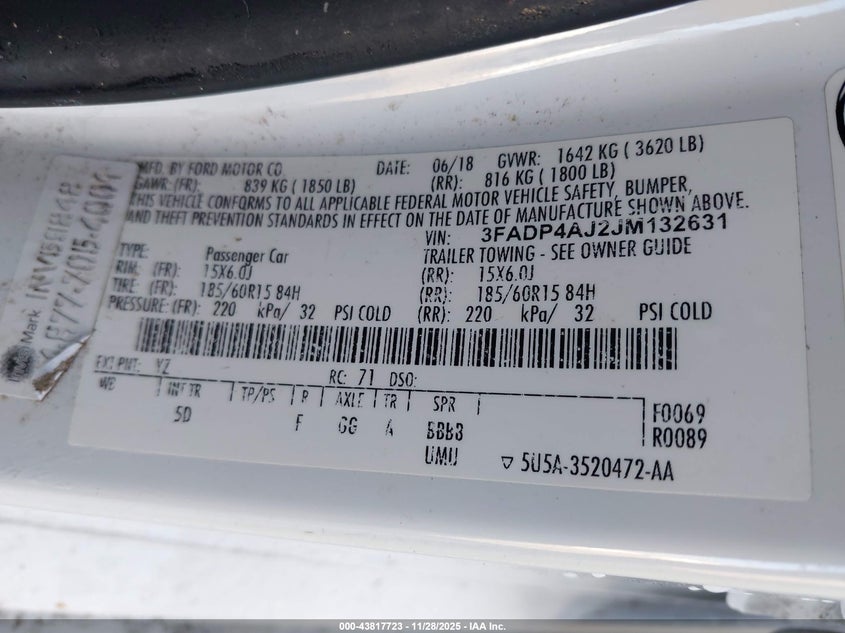 MFD. BY FORD MOTOR CO. DATE: 06/18 GVWR: 1642 KG ( 3620 LB)
GAWR: (FR): 839 KG ( 1850 LB) (RR): 816 KG ( 1800 LB)
THIS VEHICLE CONFORMS TO ALL APPLICABLE FEDERAL MOTOR VEHICLE SAFETY, BUMPER,
AND THEFT PREVENTION STANDARDS IN EFFECT ON THE DATE OF MANUFACTURE SHOWN ABOVE.
VIN: 3FADP4AJ2JM132631
TYPE: Passenger Car TRAILER TOWING - SEE OWNER GUIDE
RIM: (FR) 15X6.0J (RR): 15X6.0J
TIRE: (FR) 185/60R15 84H (RR): 185/60R15 84H
PRESSURE: (FR) 220 kPa/ 32 PSI COLD (RR): 220 kPa/ 32 PSI COLD
EXT PNT: YZ RC: 71 DSO:
WB INT TR TP/PS R AXLE TR SPR
5D F GG A BBB3
UMU
F0069
R0089
▽ 5U5A-3520472-AA
Mark
000-43817723 — 11/28/2025 — IAA Inc.